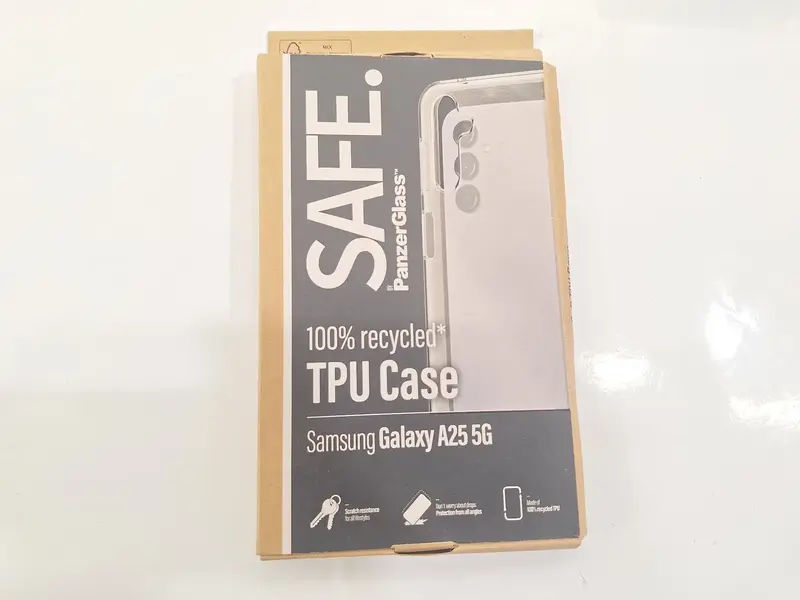 MIX
SAFE.
BY PanzerGlass™
100% recycled*
TPU Case
Samsung Galaxy A25 5G
Scratch resistance
for all lifestyles
Don't worry about drops
Protection from all angles
Made of
100% recycled TPU